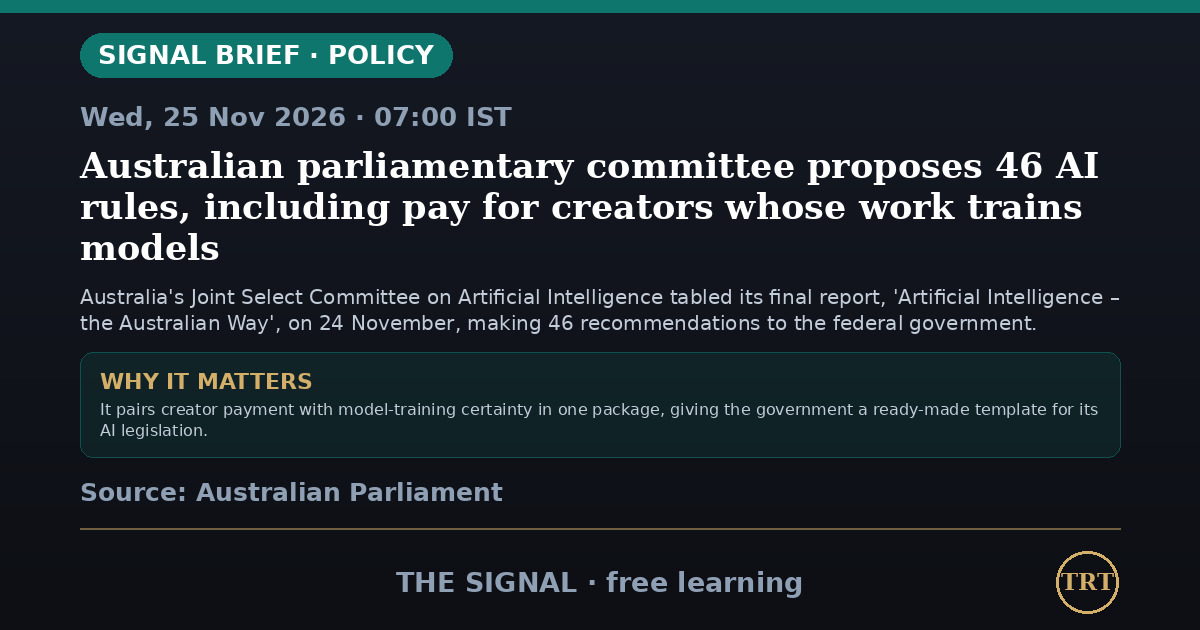 SIGNAL BRIEF · POLICY
Wed, 25 Nov 2026 · 07:00 IST
Australian parliamentary committee proposes 46 AI
rules, including pay for creators whose work trains
models
Australia's Joint Select Committee on Artificial Intelligence tabled its final report, 'Artificial Intelligence –
the Australian Way', on 24 November, making 46 recommendations to the federal government.
WHY IT MATTERS
It pairs creator payment with model-training certainty in one package, giving the government a ready-made template for its
AI legislation.
Source: Australian Parliament
THE SIGNAL · free learning
TRT